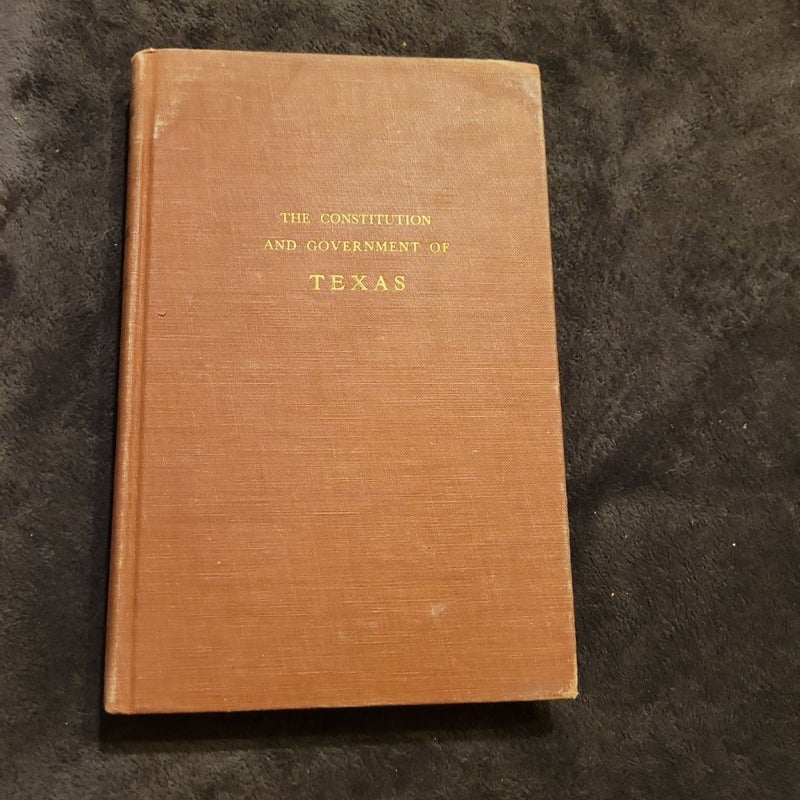 THE CONSTITUTION
AND GOVERNMENT OF
TEXAS